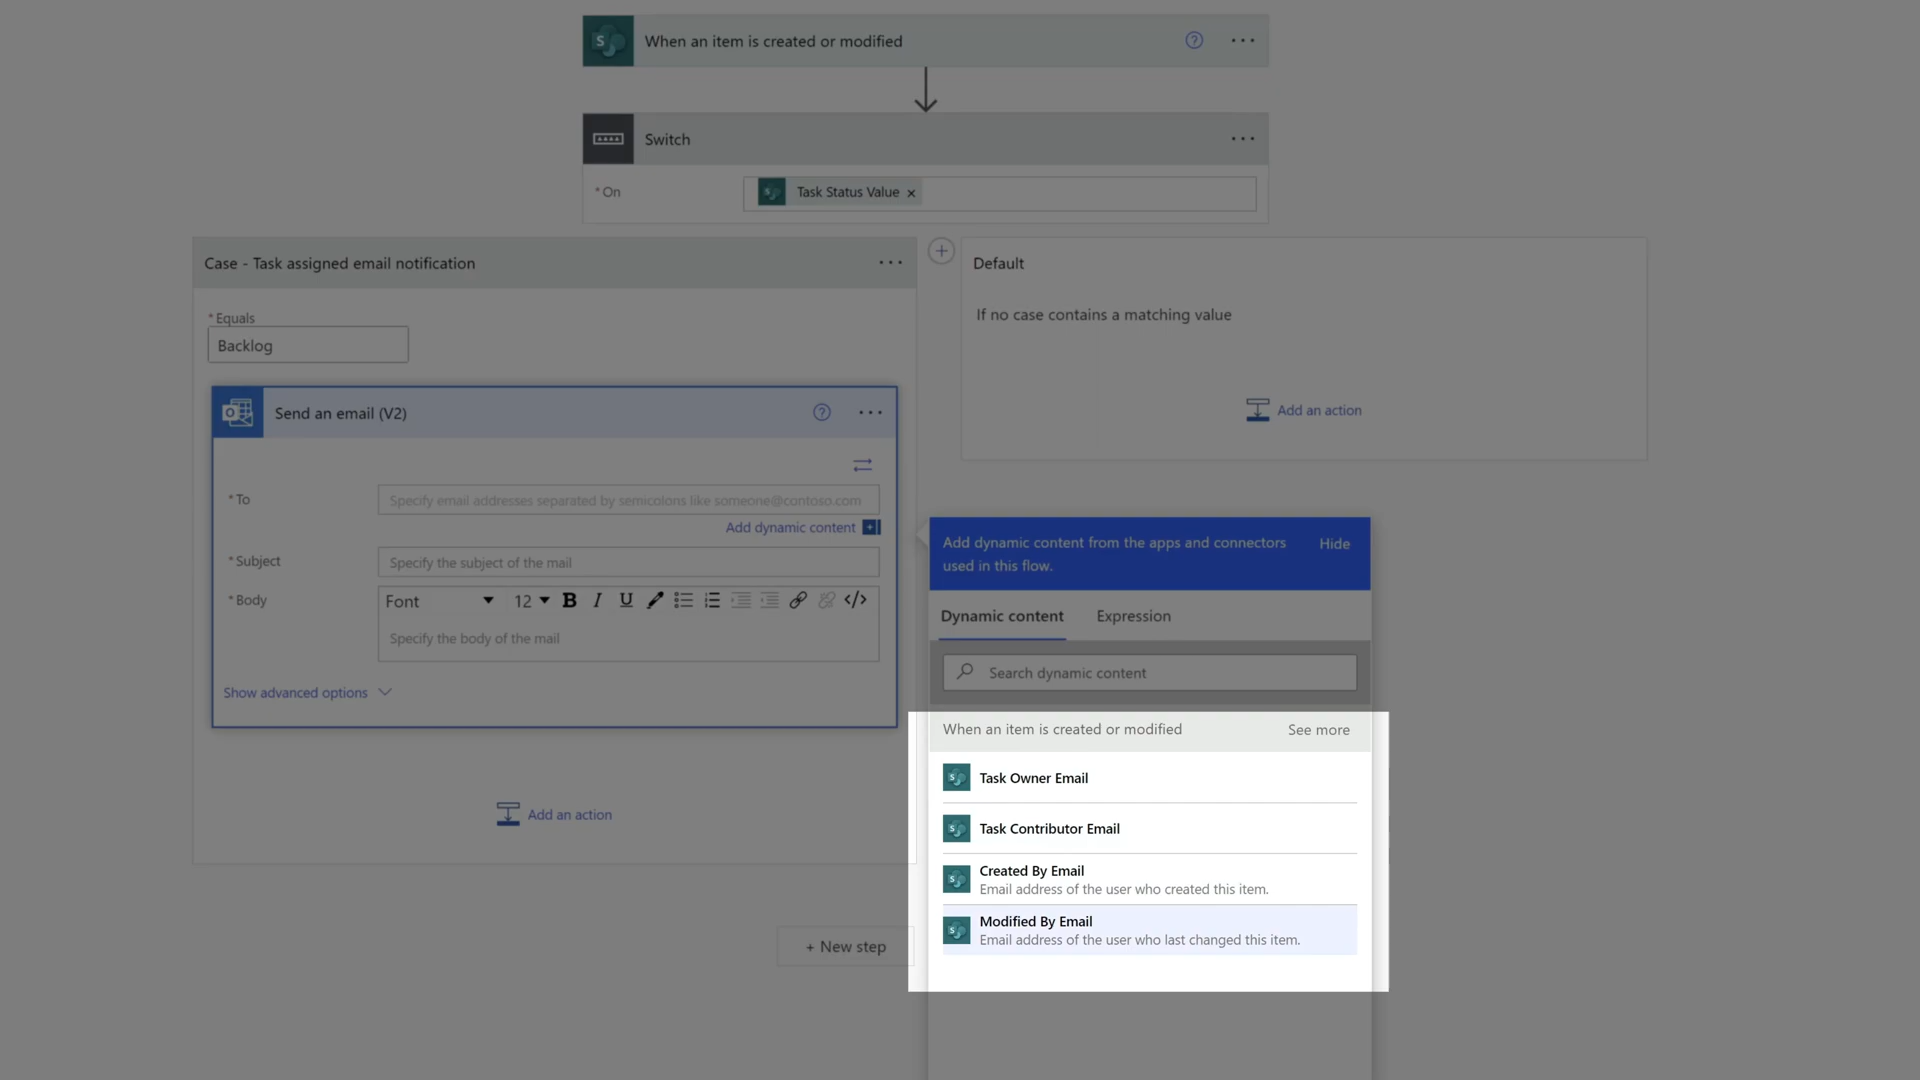 When an item is created or modified
Switch
* On
Task Status Value ×
Case - Task assigned email notification
* Equals
Backlog
Default
If no case contains a matching value
Add an action
Send an email (V2)
* To
Specify email addresses separated by semicolons like someone@contoso.com
Add dynamic content
* Subject
Specify the subject of the mail
* Body
Font
12
B I U </>
Specify the body of the mail
Show advanced options
Add an action
+ New step
Add dynamic content from the apps and connectors
used in this flow.
Hide
Dynamic content
Expression
Search dynamic content
When an item is created or modified
See more
Task Owner Email
Task Contributor Email
Created By Email
Email address of the user who created this item.
Modified By Email
Email address of the user who last changed this item.